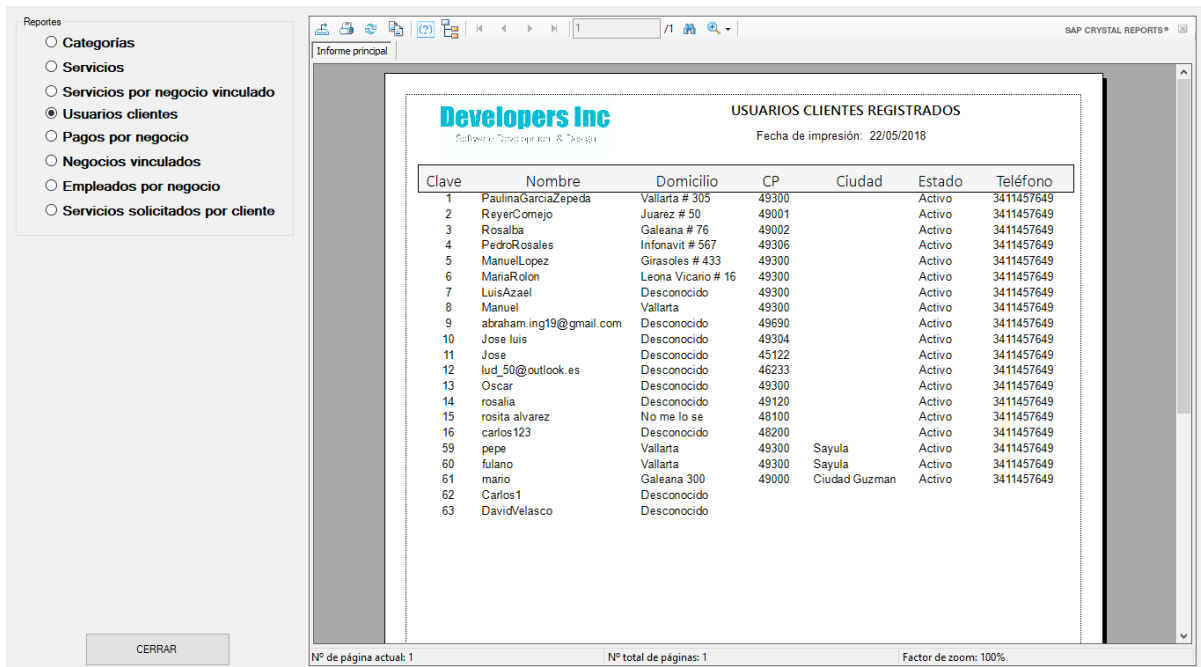 Reportes
Categorías
Servicios
Servicios por negocio vinculado
Usuarios clientes
Pagos por negocio
Negocios vinculados
Empleados por negocio
Servicios solicitados por cliente
CERRAR
1 /1 SAP CRYSTAL REPORTS®
Informe principal
Developers Inc
Software Development & Design
USUARIOS CLIENTES REGISTRADOS
Fecha de impresión: 22/05/2018
Clave Nombre Domicilio CP Ciudad Estado Teléfono
1 PaulinaGarciaZepeda Vallarta # 305 49300 Activo 3411457649
2 ReyerCornejo Juarez # 50 49001 Activo 3411457649
3 Rosalba Galeana # 76 49002 Activo 3411457649
4 PedroRosales Infonavit # 567 49306 Activo 3411457649
5 ManuelLopez Girasoles # 433 49300 Activo 3411457649
6 MariaRolon Leona Vicario # 16 49300 Activo 3411457649
7 LuisAzael Desconocido 49300 Activo 3411457649
8 Manuel Vallarta 49300 Activo 3411457649
9 abraham.ing19@gmail.com Desconocido 49690 Activo 3411457649
10 Jose luis Desconocido 49304 Activo 3411457649
11 Jose Desconocido 45122 Activo 3411457649
12 lud_50@outlook.es Desconocido 46233 Activo 3411457649
13 Oscar Desconocido 49300 Activo 3411457649
14 rosalia Desconocido 49120 Activo 3411457649
15 rosita alvarez No me lo se 48100 Activo 3411457649
16 carlos123 Desconocido 48200 Activo 3411457649
59 pepe Vallarta 49300 Sayula Activo 3411457649
60 fulano Vallarta 49300 Sayula Activo 3411457649
61 mario Galeana 300 49000 Ciudad Guzman Activo 3411457649
62 Carlos1 Desconocido
63 DavidVelasco Desconocido
Nº de página actual: 1 Nº total de páginas: 1 Factor de zoom: 100%